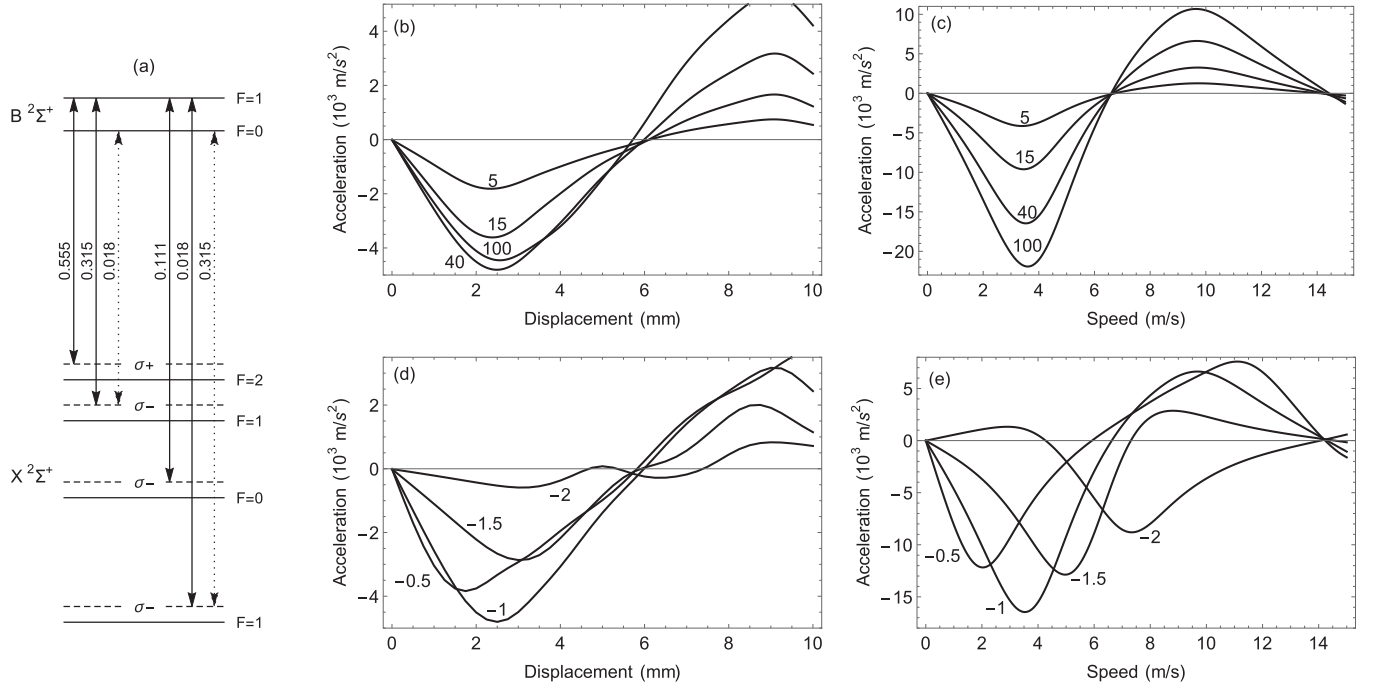 (a)
B ²Σ⁺
F=1
F=0
0.555
0.315
0.018
0.111
0.018
0.315
σ+
F=2
σ−
F=1
X ²Σ⁺
σ−
F=0
σ−
F=1
(b)
Acceleration (10³ m/s²)
4
2
0
−2
−4
5
15
100
40
0 2 4 6 8 10
Displacement (mm)
(c)
Acceleration (10³ m/s²)
10
5
0
−5
−10
−15
−20
5
15
40
100
0 2 4 6 8 10 12 14
Speed (m/s)
(d)
Acceleration (10³ m/s²)
2
0
−2
−4
−2
−1.5
−0.5
−1
0 2 4 6 8 10
Displacement (mm)
(e)
Acceleration (10³ m/s²)
5
0
−5
−10
−15
−0.5
−2
−1.5
−1
0 2 4 6 8 10 12 14
Speed (m/s)